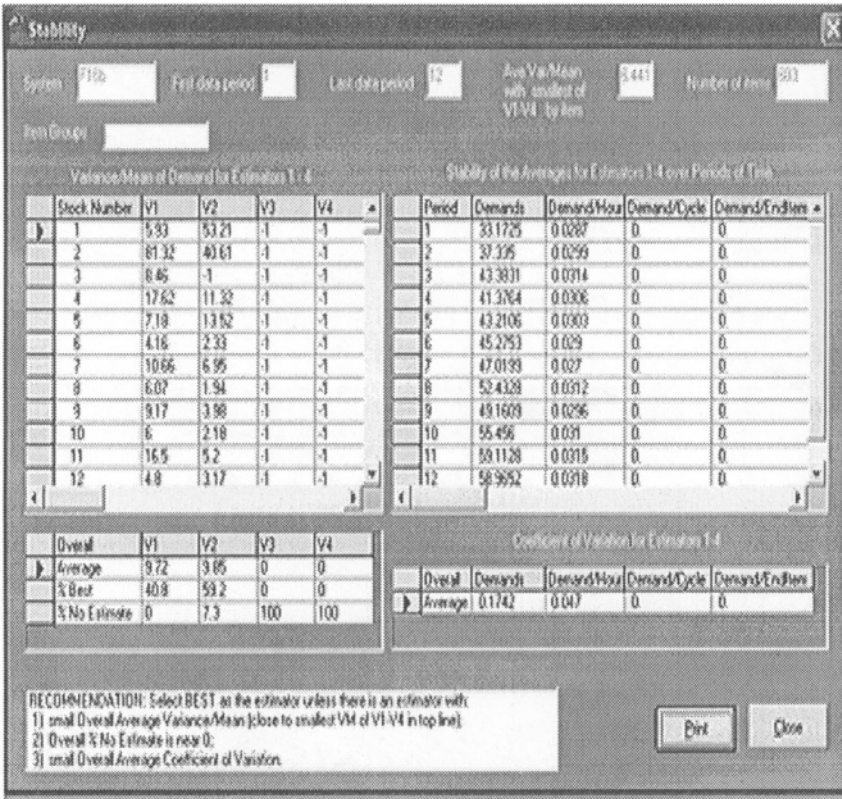 Stability
System F16b First data period 1 Last data period 12 Ave Var/Mean with smallest of V1-V4 by item 6.441 Number of items
Item Groups
Variance/Mean of Demand for Estimators 1-4
Stock Number V1 V2 V3 V4
1 5.93 53.21 -1 -1
2 81.32 40.61 -1 -1
3 8.46 -1 -1 -1
4 17.62 11.32 -1 -1
5 7.18 13.52 -1 -1
6 4.16 2.33 -1 -1
7 10.66 6.95 -1 -1
8 6.07 1.94 -1 -1
9 9.17 3.98 -1 -1
10 6 2.18 -1 -1
11 16.5 5.2 -1 -1
12 4.8 3.17 -1 -1
Stability of the Averages for Estimators 1-4 over Periods of Time
Period Demands Demand/Hour Demand/Cycle Demand/EndItem
1 33.1725 0.0287 0. 0.
2 37.335 0.0299 0. 0.
3 43.3831 0.0314 0. 0.
4 41.3764 0.0306 0. 0.
5 43.2106 0.0303 0. 0.
6 45.2753 0.029 0. 0.
7 47.0199 0.027 0. 0.
8 52.4328 0.0312 0. 0.
9 49.1609 0.0296 0. 0.
10 55.456 0.031 0. 0.
11 59.1128 0.0315 0. 0.
12 58.9652 0.0318 0. 0.
Overall V1 V2 V3 V4
Average 9.72 9.85 0 0
% Best 40.8 59.2 0 0
% No Estimate 0 7.3 100 100
Coefficient of Variation for Estimators 1-4
Overall Demands Demand/Hour Demand/Cycle Demand/EndItem
Average 0.1742 0.047 0. 0.
RECOMMENDATION: Select BEST as the estimator unless there is an estimator with:
1) small Overall Average Variance/Mean (close to smallest VM of V1-V4 in top line);
2) Overall % No Estimate is near 0;
3) small Overall Average Coefficient of Variation.
Print
Close